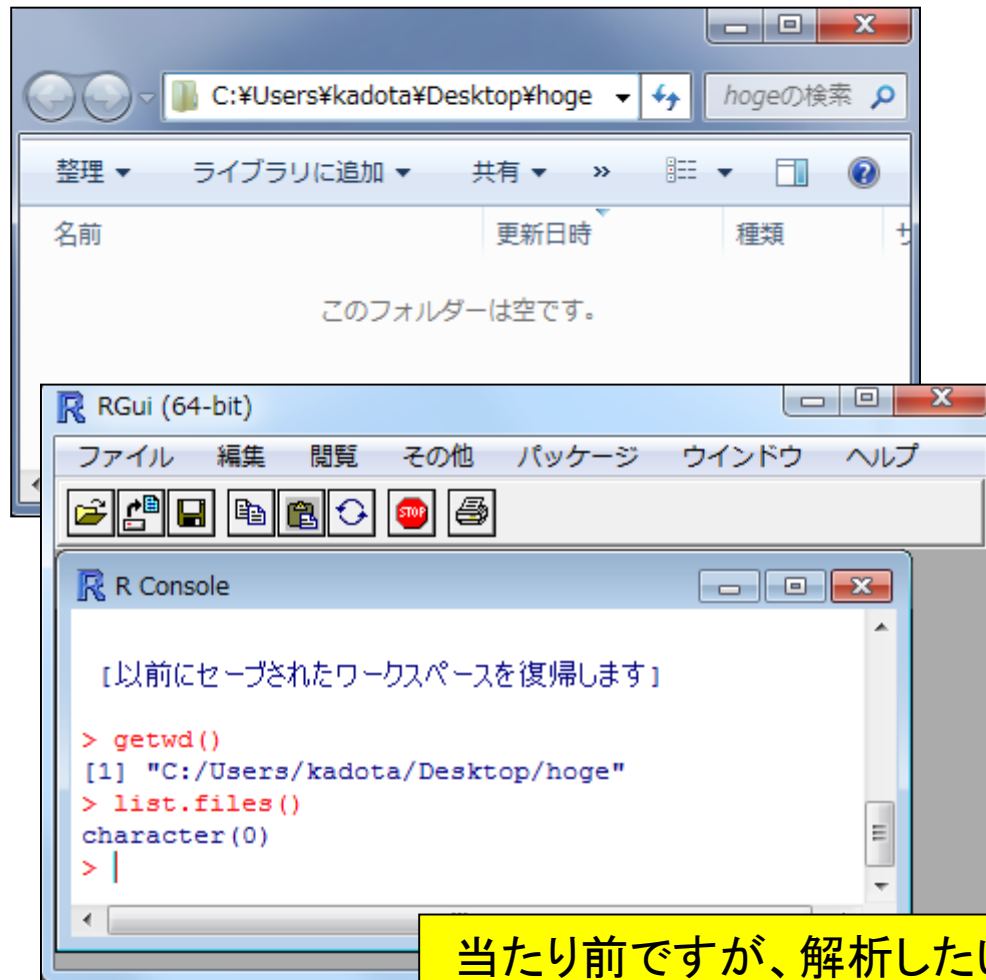 C:¥Users¥kadota¥Desktop¥hoge
hogeの検索
整理 ライブラリに追加 共有 »
名前 更新日時 種類
このフォルダーは空です。
RGui (64-bit)
ファイル 編集 閲覧 その他 パッケージ ウインドウ ヘルプ
STOP
R Console
[以前にセーブされたワークスペースを復帰します]
> getwd()
[1] "C:/Users/kadota/Desktop/hoge"
> list.files()
character(0)
>
当たり前ですが、解析した